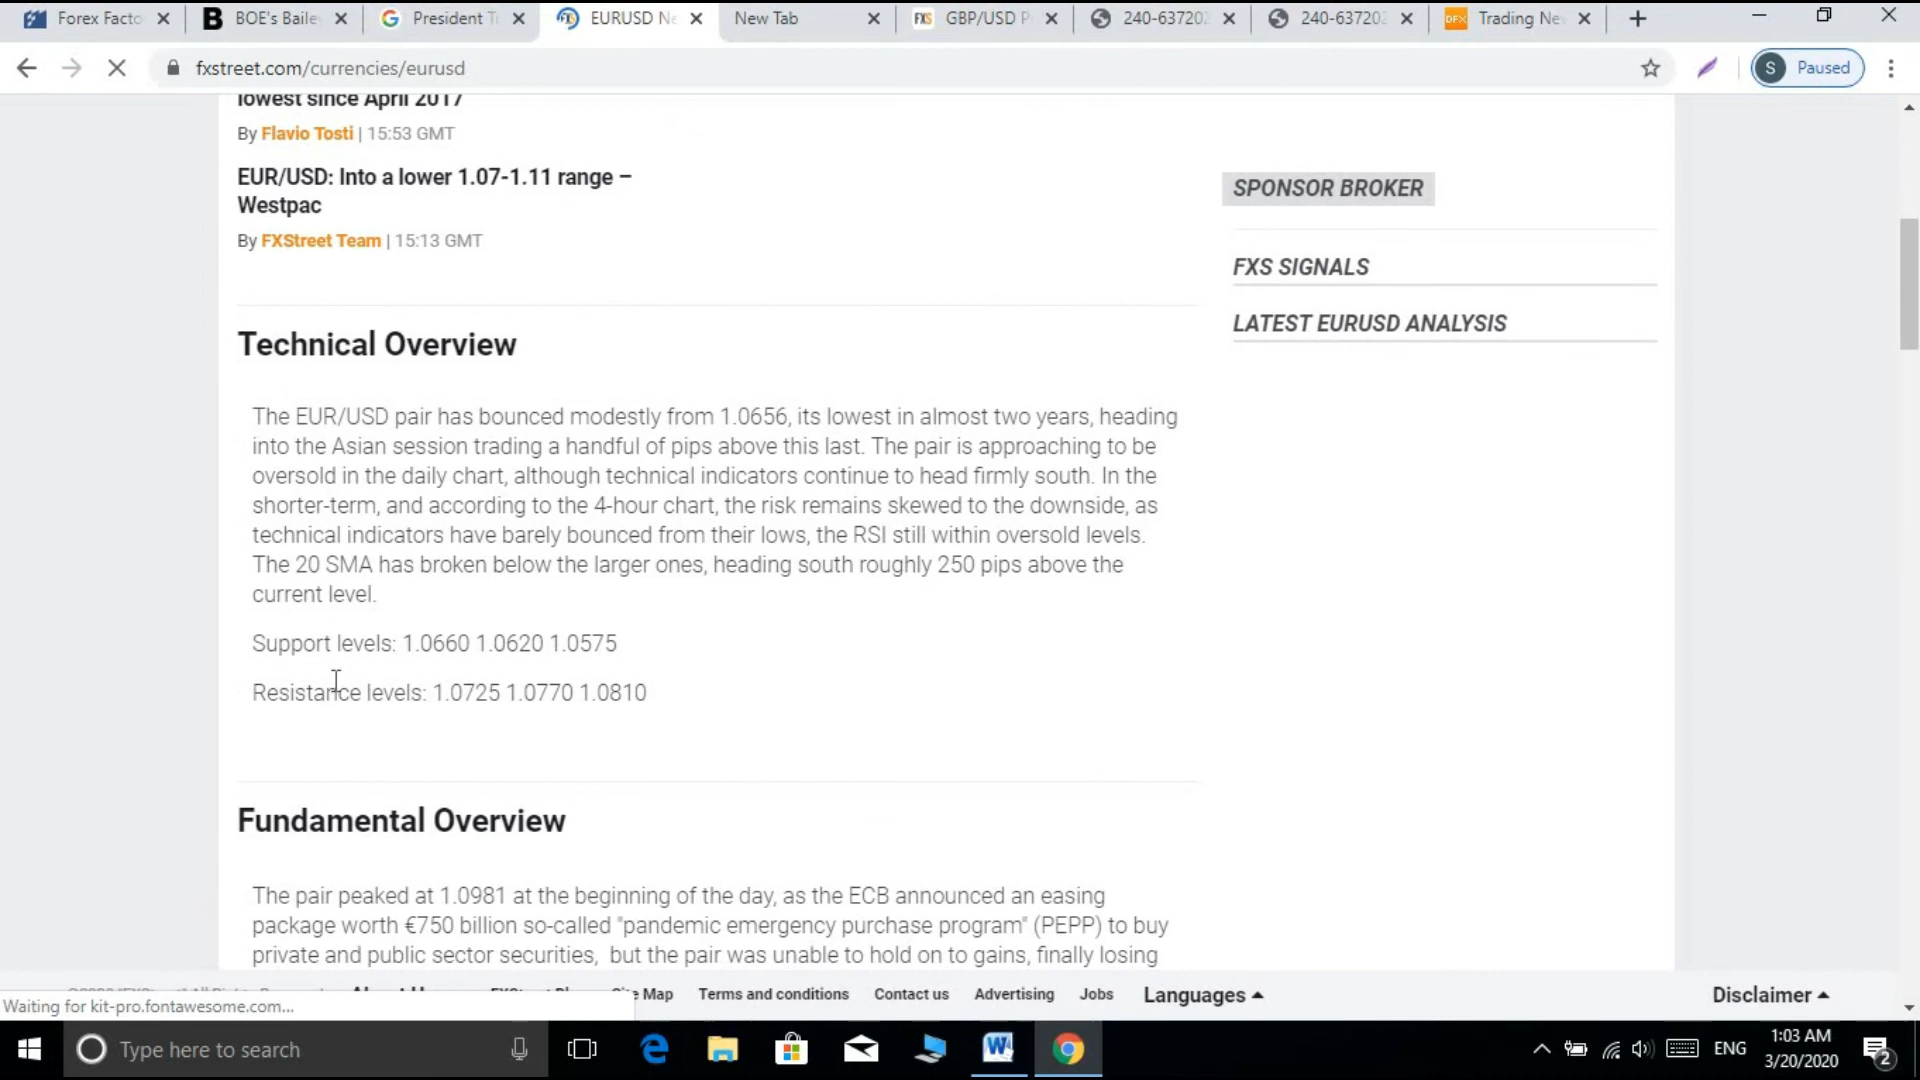 Forex Facto
BOE's Baile
President Tr
EURUSD Ne
New Tab
GBP/USD P
240-637202
240-637202
Trading Nev
fxstreet.com/currencies/eurusd
S Paused
lowest since April 2017
By Flavio Tosti | 15:53 GMT
EUR/USD: Into a lower 1.07-1.11 range –
Westpac
By FXStreet Team | 15:13 GMT
SPONSOR BROKER
FXS SIGNALS
LATEST EURUSD ANALYSIS
Technical Overview
The EUR/USD pair has bounced modestly from 1.0656, its lowest in almost two years, heading
into the Asian session trading a handful of pips above this last. The pair is approaching to be
oversold in the daily chart, although technical indicators continue to head firmly south. In the
shorter-term, and according to the 4-hour chart, the risk remains skewed to the downside, as
technical indicators have barely bounced from their lows, the RSI still within oversold levels.
The 20 SMA has broken below the larger ones, heading south roughly 250 pips above the
current level.
Support levels: 1.0660 1.0620 1.0575
Resistance levels: 1.0725 1.0770 1.0810
Fundamental Overview
The pair peaked at 1.0981 at the beginning of the day, as the ECB announced an easing
package worth €750 billion so-called "pandemic emergency purchase program" (PEPP) to buy
private and public sector securities, but the pair was unable to hold on to gains, finally losing
Map Terms and conditions Contact us Advertising Jobs Languages Disclaimer
Waiting for kit-pro.fontawesome.com...
Type here to search
ENG
1:03 AM
3/20/2020
2